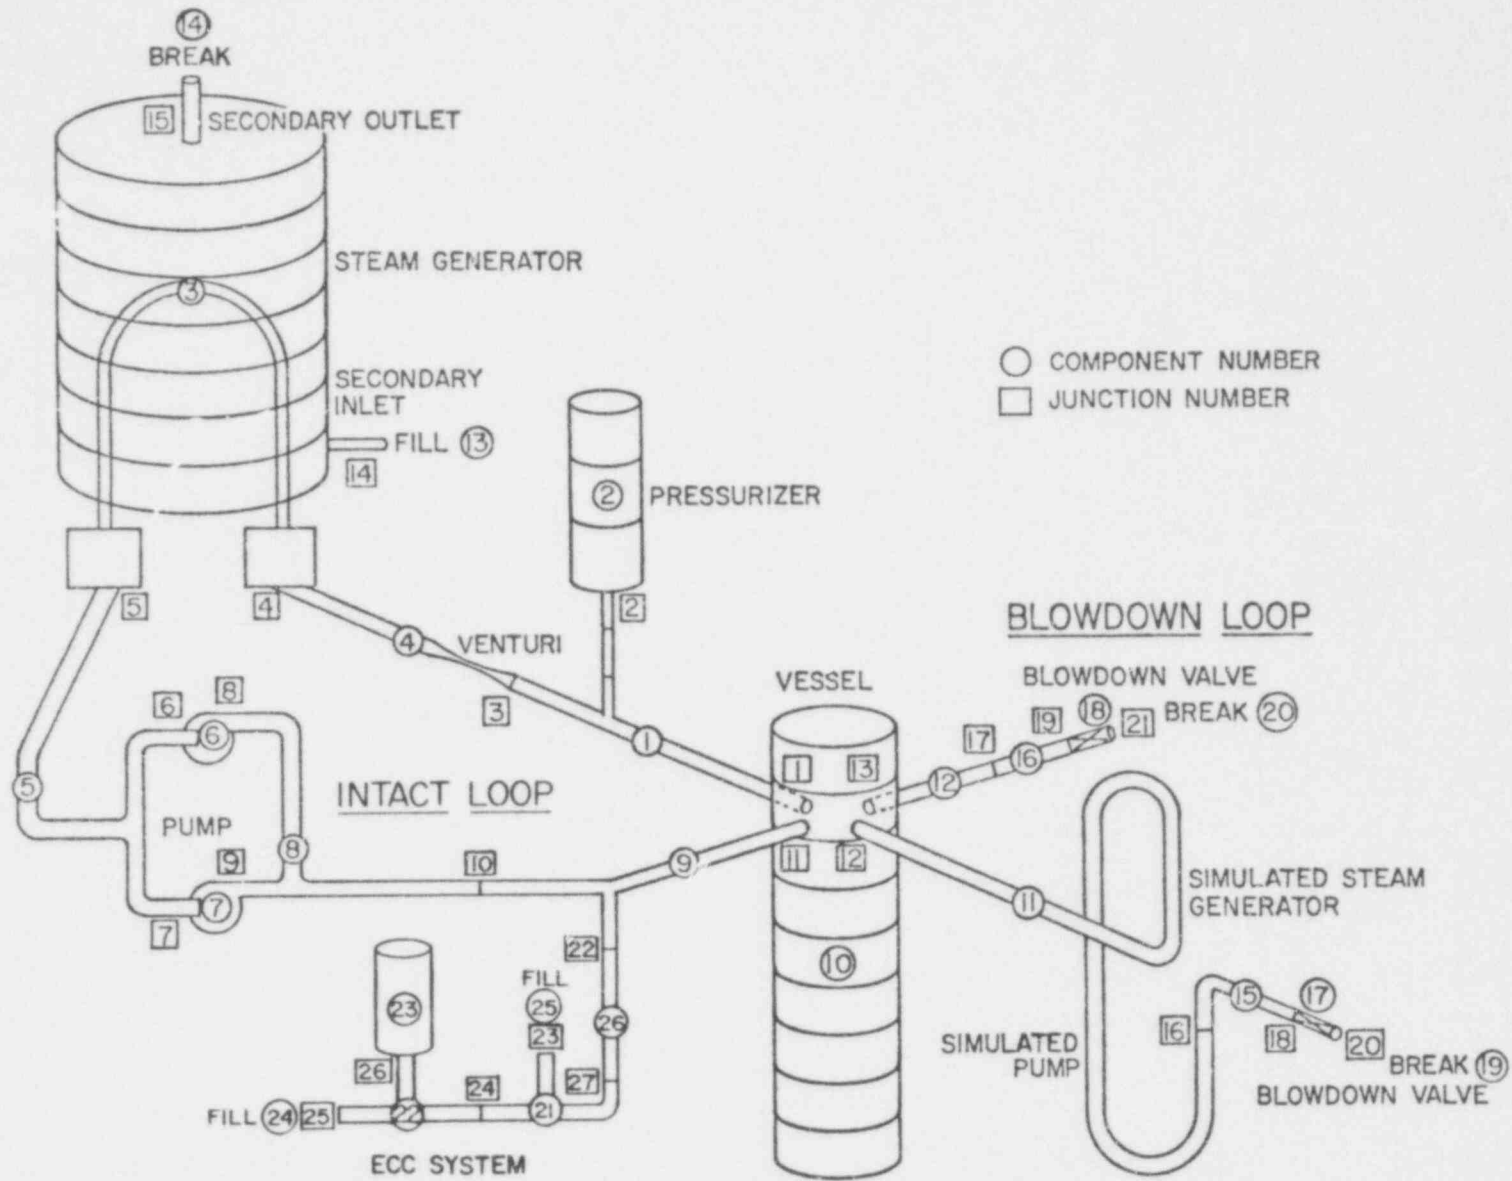 14
BREAK
15 SECONDARY OUTLET
STEAM GENERATOR
3
SECONDARY
INLET
FILL 13
14
○ COMPONENT NUMBER
□ JUNCTION NUMBER
2 PRESSURIZER
5
4
2
4
VENTURI
3
1
BLOWDOWN LOOP
VESSEL
BLOWDOWN VALVE
18
BREAK 20
17
19
21
16
12
1
13
11
12
6
8
6
5
INTACT LOOP
PUMP
8
9
7
7
10
9
11
SIMULATED STEAM
GENERATOR
10
22
FILL
25
23
23
26
26
27
24
FILL 24 25
22
21
ECC SYSTEM
SIMULATED
PUMP
16
15
17
18
20
BREAK 19
BLOWDOWN VALVE